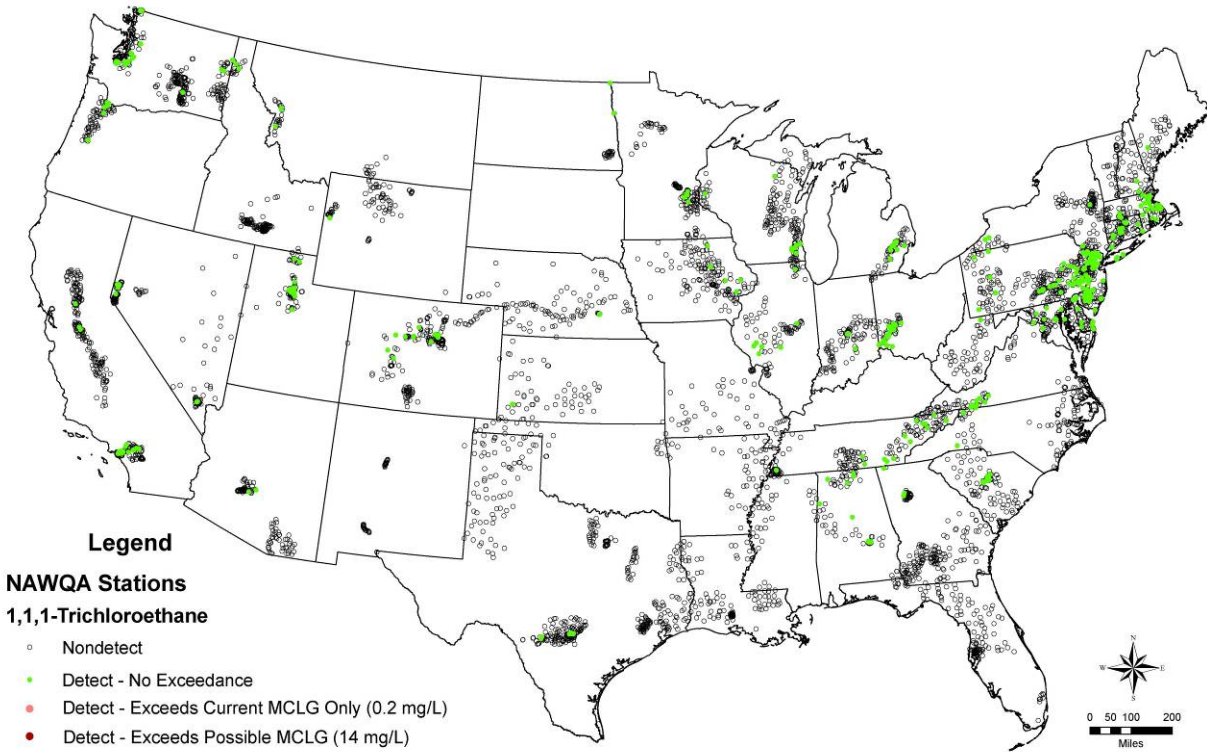 Legend
NAWQA Stations
1,1,1-Trichloroethane
Nondetect
Detect - No Exceedance
Detect - Exceeds Current MCLG Only (0.2 mg/L)
Detect - Exceeds Possible MCLG (14 mg/L)
N
W E
S
0 50 100 200
Miles